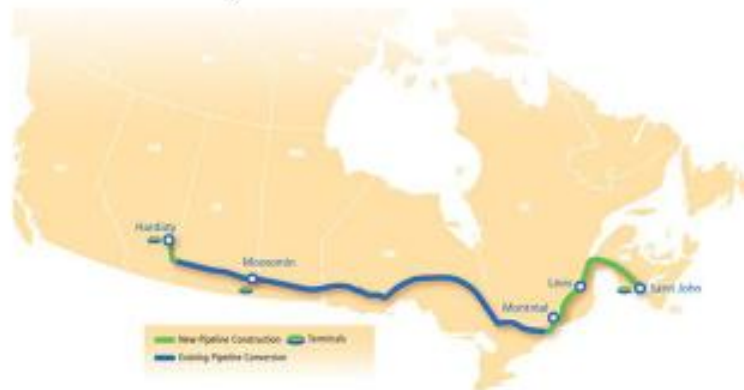 Hardisty
Moosomin
Lévis
Saint John
Montréal
New Pipeline Construction
Terminals
Existing Pipeline Conversion